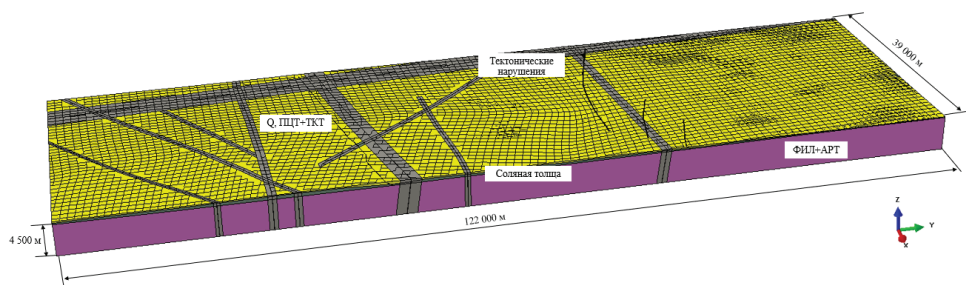 39 000 м
Тектонические
нарушения
Q, ПЦТ+ТКТ
ФИЛ+АРТ
Соляная толща
122 000 м
4 500 м
Z
Y
X